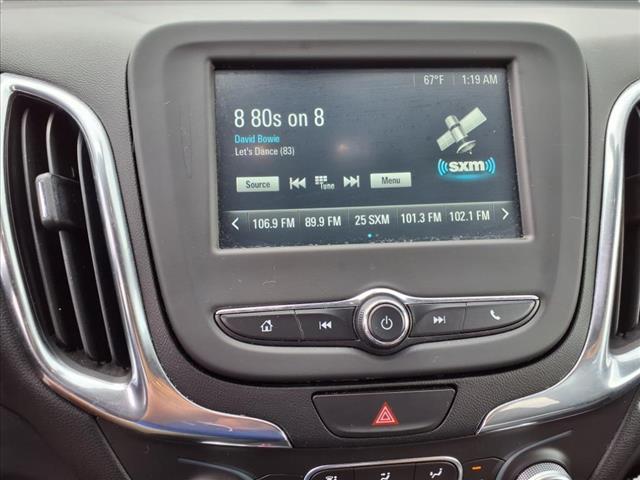 67°F 1:19 AM
8 80s on 8
David Bowie
Let's Dance (83)
sxm
Source Tune Menu
106.9 FM 89.9 FM 25 SXM 101.3 FM 102.1 FM